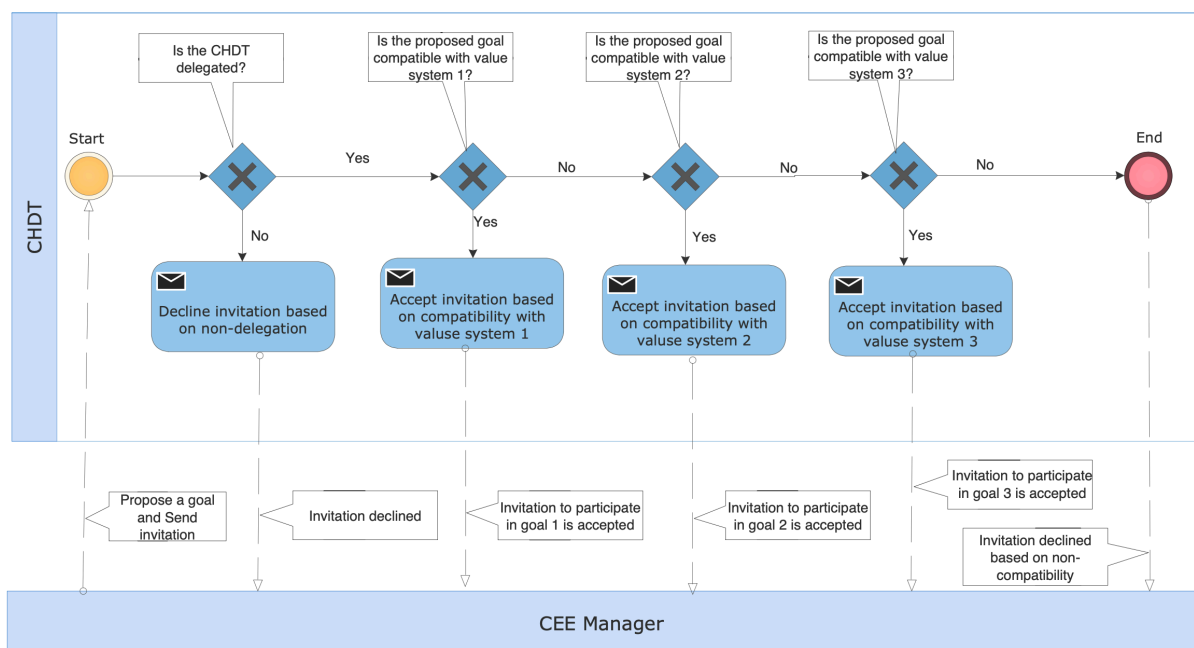 Is the CHDT
delegated?
Is the proposed goal
compatible with value
system 1?
Is the proposed goal
compatible with value
system 2?
Is the proposed goal
compatible with value
system 3?
Start
End
Yes
No
No
No
CHDT
No
Yes
Yes
Yes
Decline invitation based
on non-delegation
Accept invitation based
on compatibility with
valuse system 1
Accept invitation based
on compatibility with
valuse system 2
Accept invitation based
on compatibility with
valuse system 3
Propose a goal
and Send
invitation
Invitation declined
Invitation to participate
in goal 1 is accepted
Invitation to participate
in goal 2 is accepted
Invitation to participate
in goal 3 is accepted
Invitation declined
based on non-
compatibility
CEE Manager